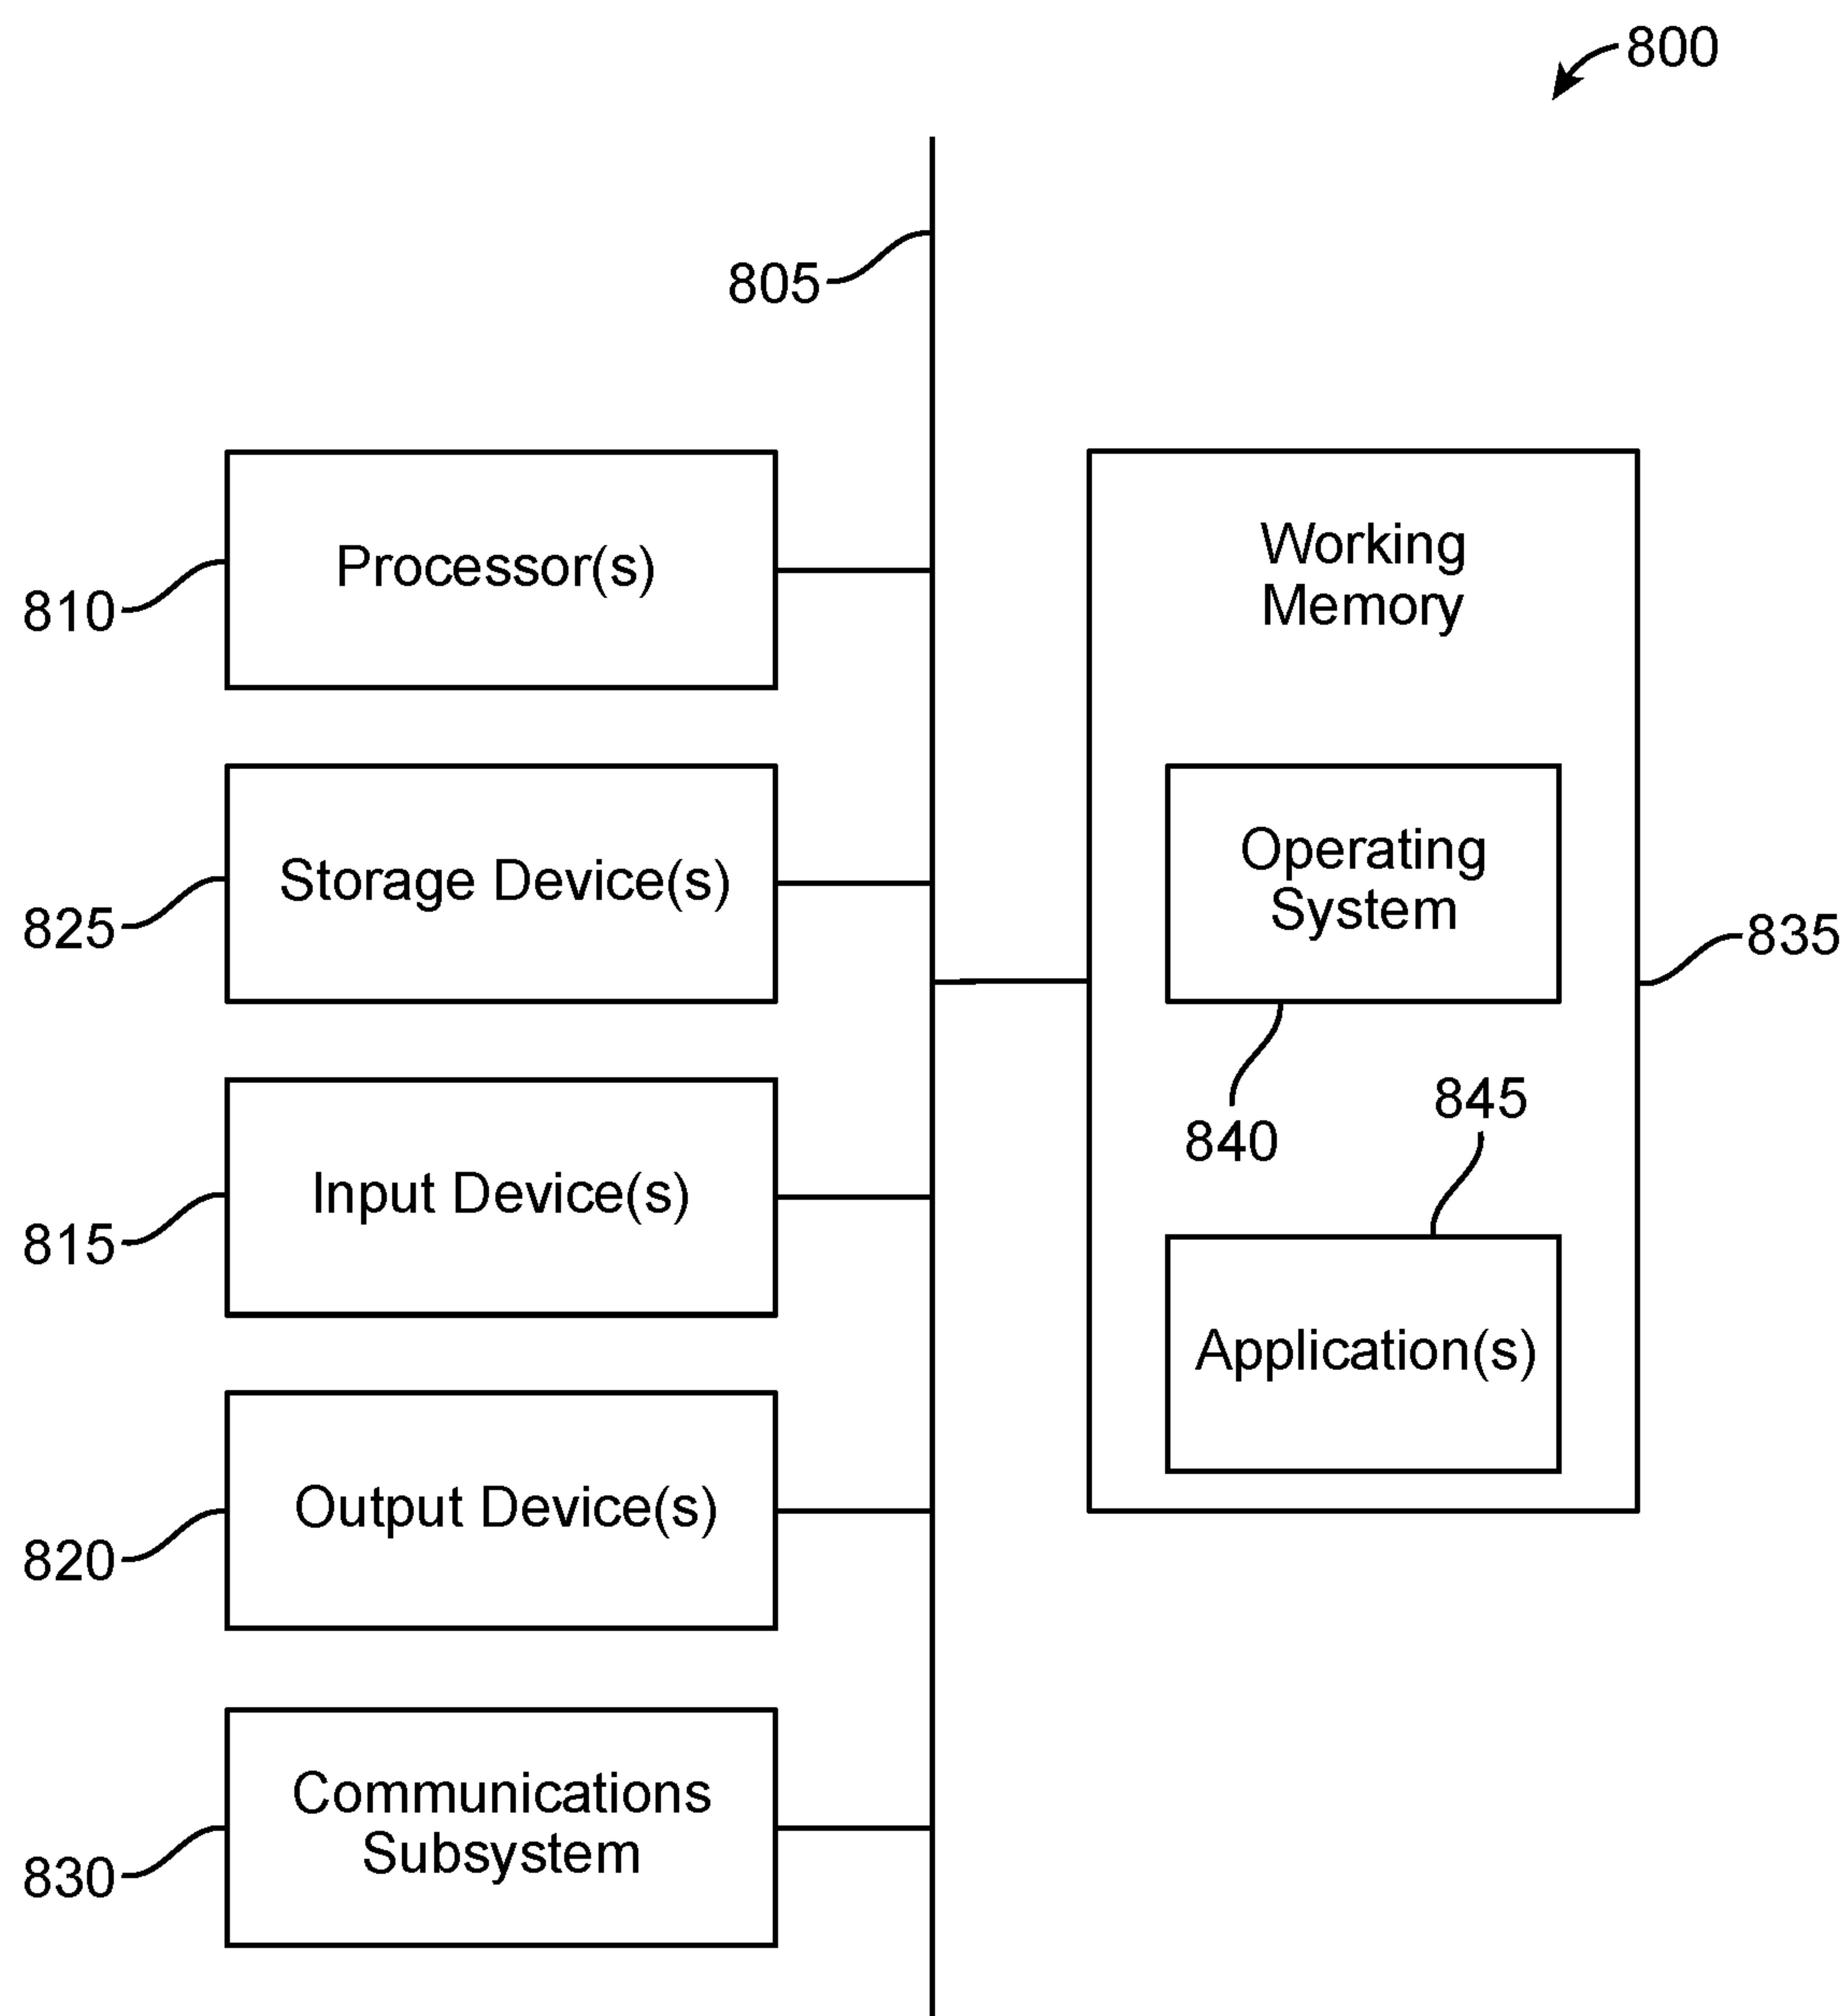 800
805
Processor(s)
810
Storage Device(s)
825
Input Device(s)
815
Output Device(s)
820
Communications
Subsystem
830
Working
Memory
Operating
System
835
840
845
Application(s)